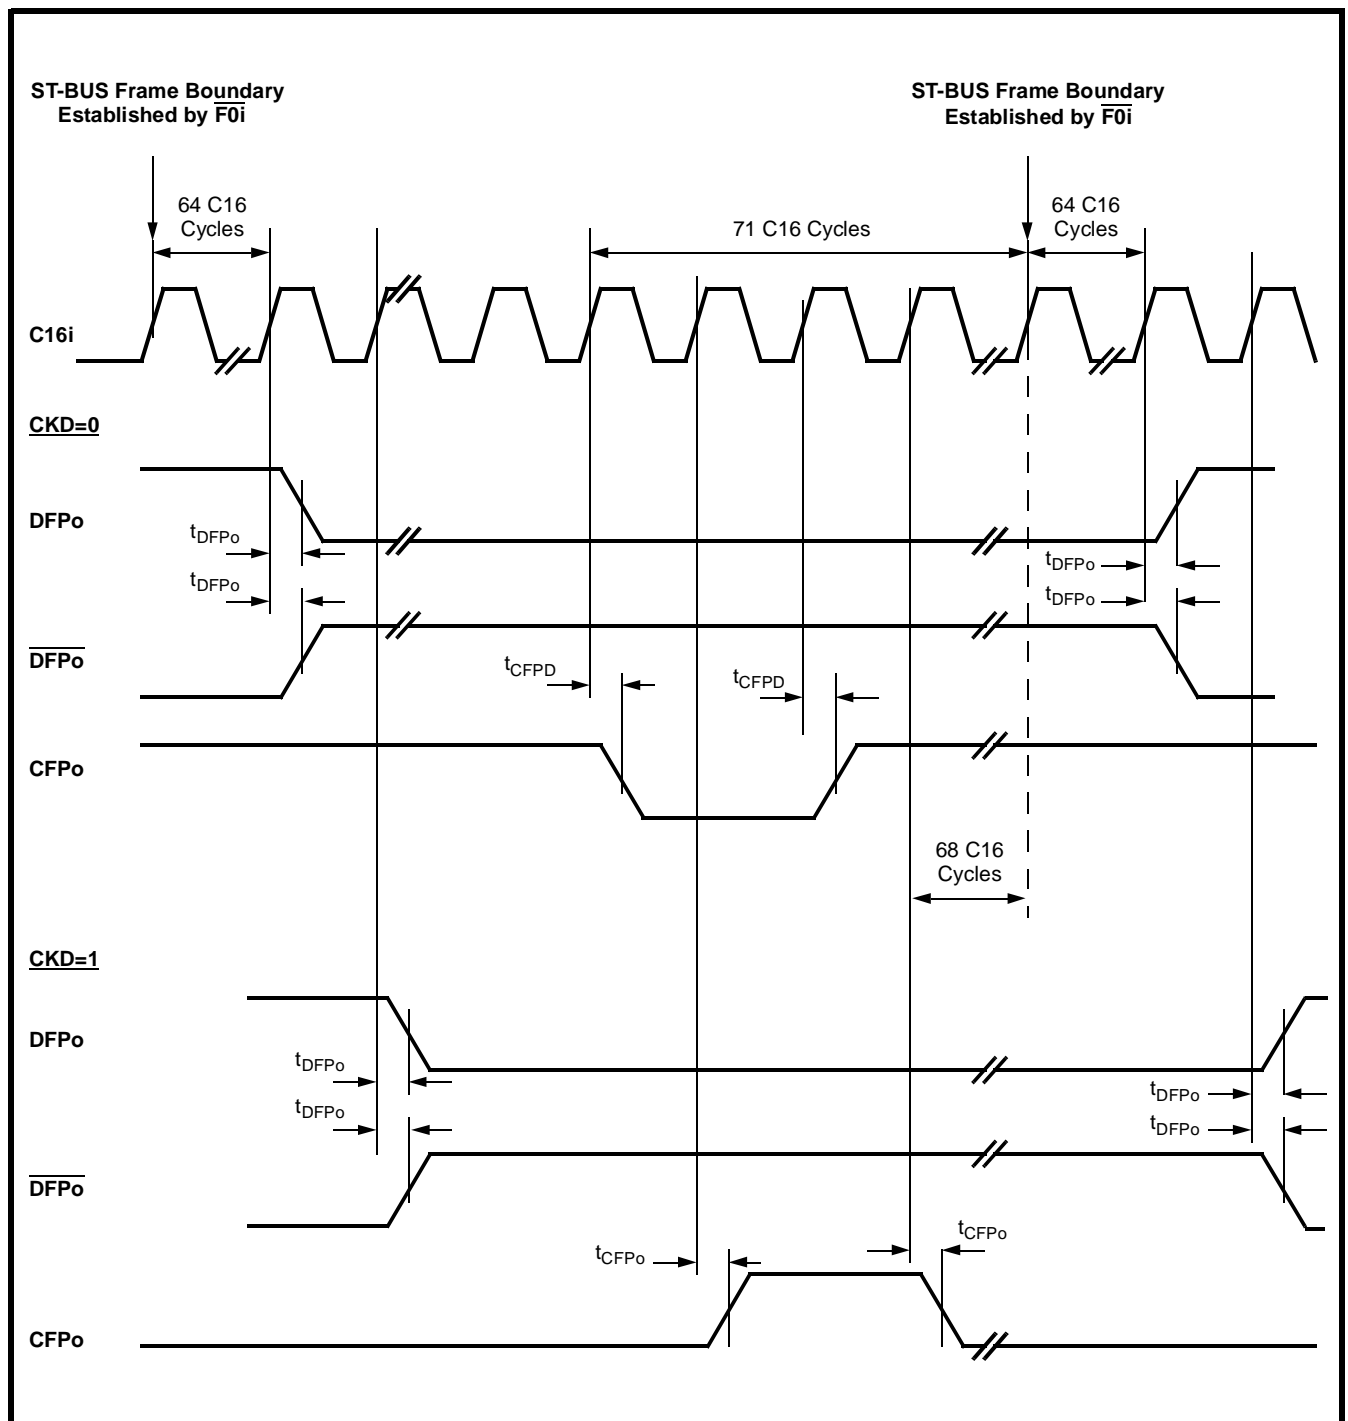 ST-BUS Frame Boundary
Established by F0i
ST-BUS Frame Boundary
Established by F0i
64 C16
Cycles
71 C16 Cycles
64 C16
Cycles
C16i
CKD=0
DFPo
tDFPo
tDFPo
tDFPo
tDFPo
DFPo
tCFPD
tCFPD
CFPo
68 C16
Cycles
CKD=1
DFPo
tDFPo
tDFPo
tDFPo
tDFPo
DFPo
tCFPo
tCFPo
CFPo